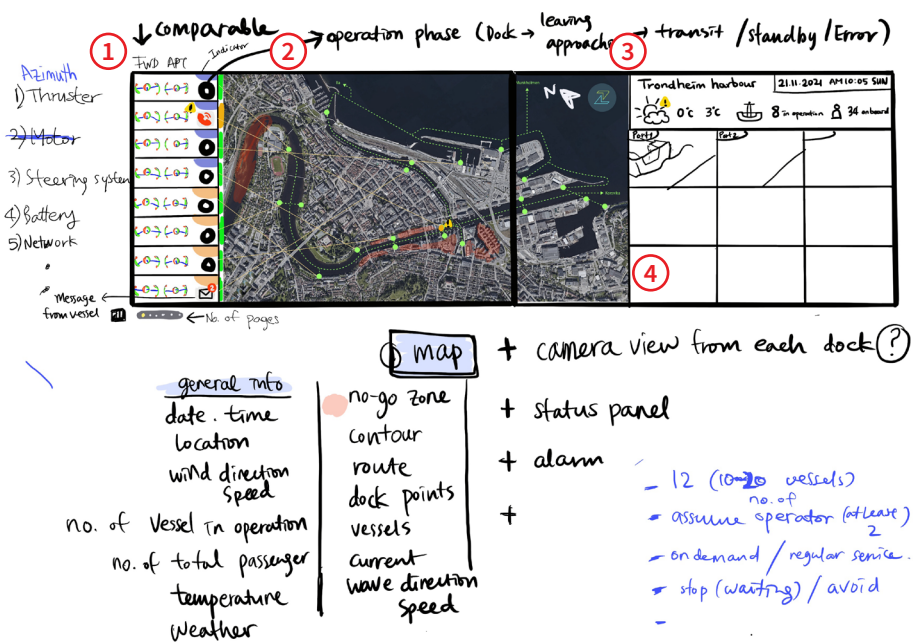 ↓ comparable
1
2
3
4
FWD AFT
Indicator
→ operation phase (Dock → leaving approache → transit / standby / Error)
Azimuth
1) Thruster
2) Motor
3) Steering system
4) Battery
5) Network
Message from vessel
← No. of pages
N
Z
Trondheim harbour
21.11.2021 AM10:05 SUN
0°c 3°c 8 in operation 34 onboard
Port1
Port2
map
+ camera view from each dock ?
+ status panel
+ alarm
+
general info
date . time
location
wind direction
speed
no. of vessel in operation
no. of total passenger
temperature
weather
no-go zone
contour
route
dock points
vessels
current
wave direction
speed
- 12 (10~20 vessels)
no. of
- assume operator (at lease)
2
- on demand / regular service.
- stop (waiting) / avoid
-